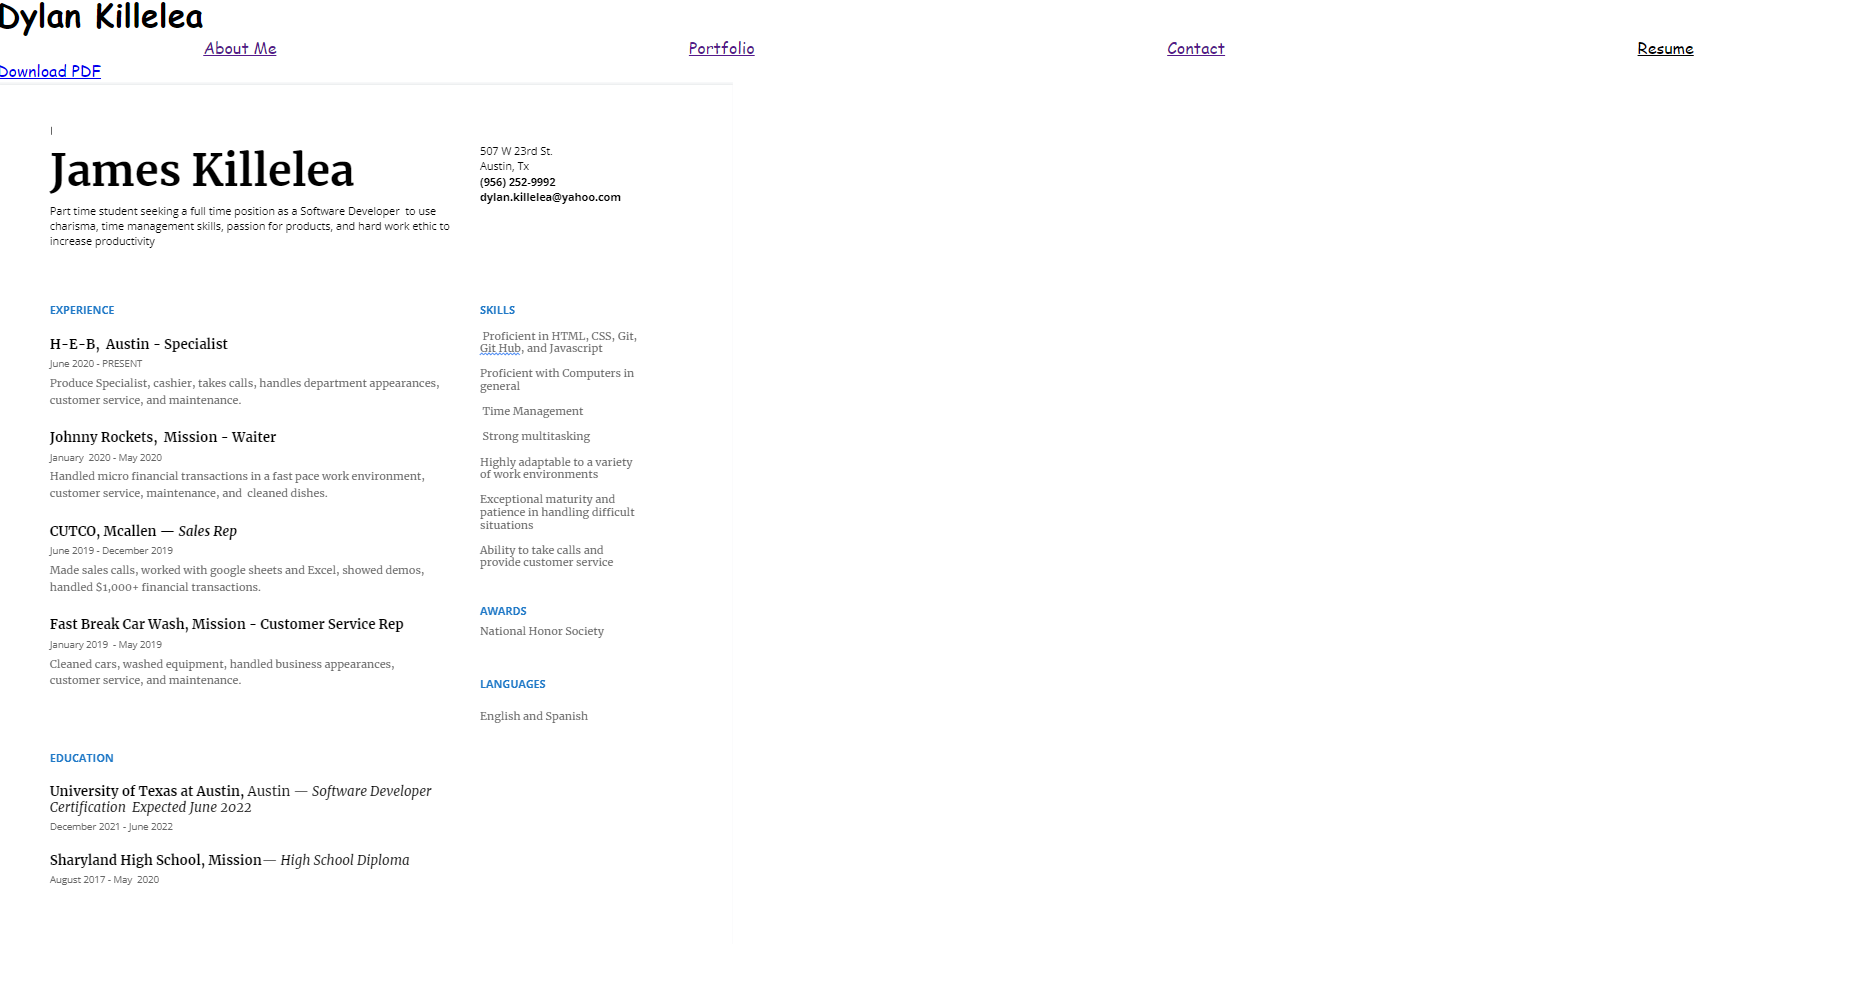 Dylan Killelea
About Me Portfolio Contact Resume
Download PDF
James Killelea
Part time student seeking a full time position as a Software Developer  to use
charisma, time management skills, passion for products, and hard work ethic to
increase productivity
507 W 23rd St.
Austin, Tx
(956) 252-9992
dylan.killelea@yahoo.com
EXPERIENCE
H-E-B,  Austin - Specialist
June 2020 - PRESENT
Produce Specialist, cashier, takes calls, handles department appearances,
customer service, and maintenance.
Johnny Rockets,  Mission - Waiter
January  2020 - May 2020
Handled micro financial transactions in a fast pace work environment,
customer service, maintenance, and  cleaned dishes.
CUTCO, Mcallen — Sales Rep
June 2019 - December 2019
Made sales calls, worked with google sheets and Excel, showed demos,
handled $1,000+ financial transactions.
Fast Break Car Wash, Mission - Customer Service Rep
January 2019  - May 2019
Cleaned cars, washed equipment, handled business appearances,
customer service, and maintenance.
EDUCATION
University of Texas at Austin, Austin — Software Developer
Certification  Expected June 2022
December 2021 - June 2022
Sharyland High School, Mission— High School Diploma
August 2017 - May  2020
SKILLS
Proficient in HTML, CSS, Git,
Git Hub, and Javascript
Proficient with Computers in
general
Time Management
Strong multitasking
Highly adaptable to a variety
of work environments
Exceptional maturity and
patience in handling difficult
situations
Ability to take calls and
provide customer service
AWARDS
National Honor Society
LANGUAGES
English and Spanish